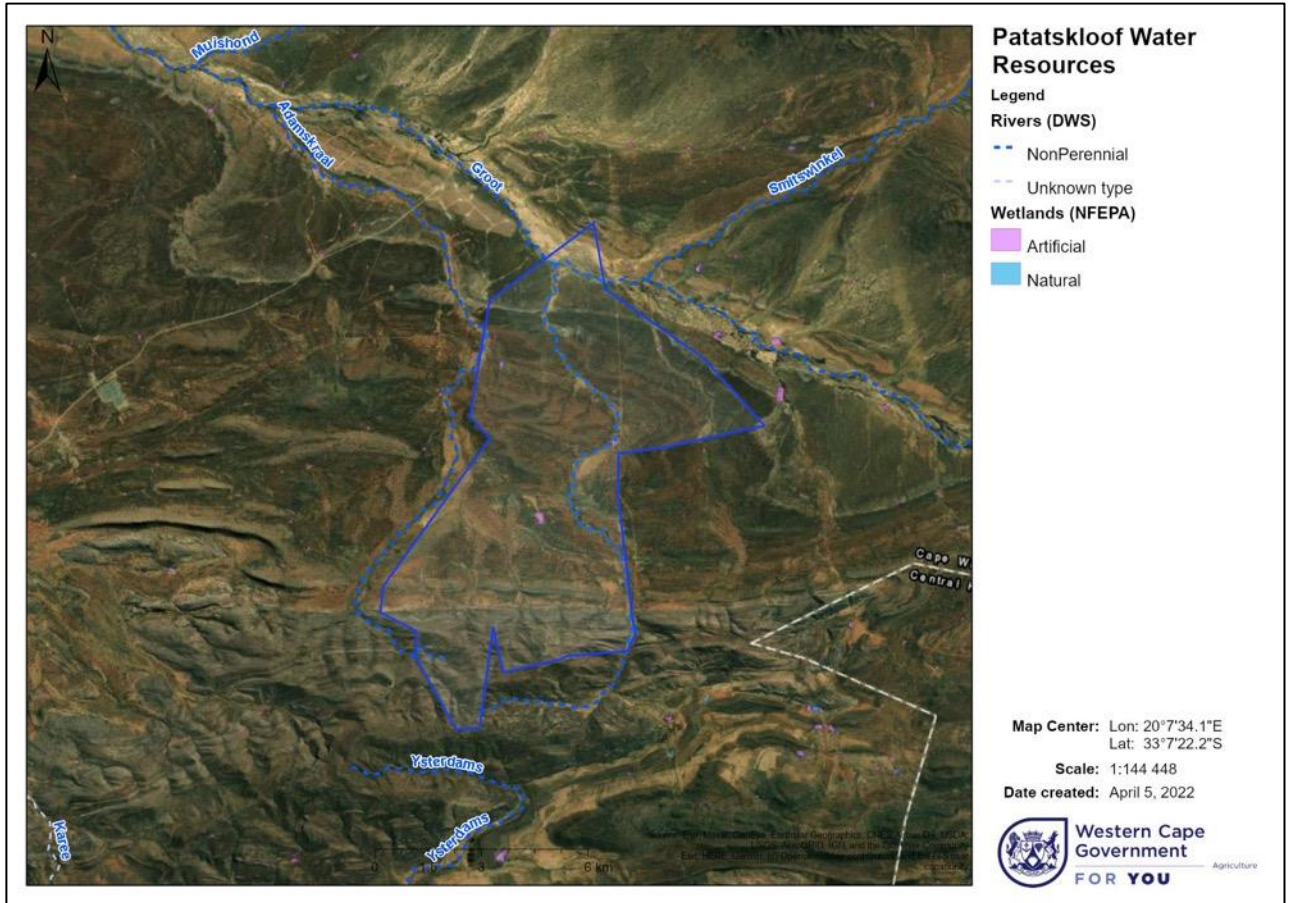 N
Muishond
Adamskraal
Groot
Smitswinkel
Cape W
Central K
Ysterdams
Ysterdams
Karee
3
6 km
Patatskloof Water
Resources
Legend
Rivers (DWS)
NonPerennial
Unknown type
Wetlands (NFEPA)
Artificial
Natural
Map Center: Lon: 20°7'34.1"E
Lat: 33°7'22.2"S
Scale: 1:144 448
Date created: April 5, 2022
Western Cape
Government
Agriculture
FOR YOU